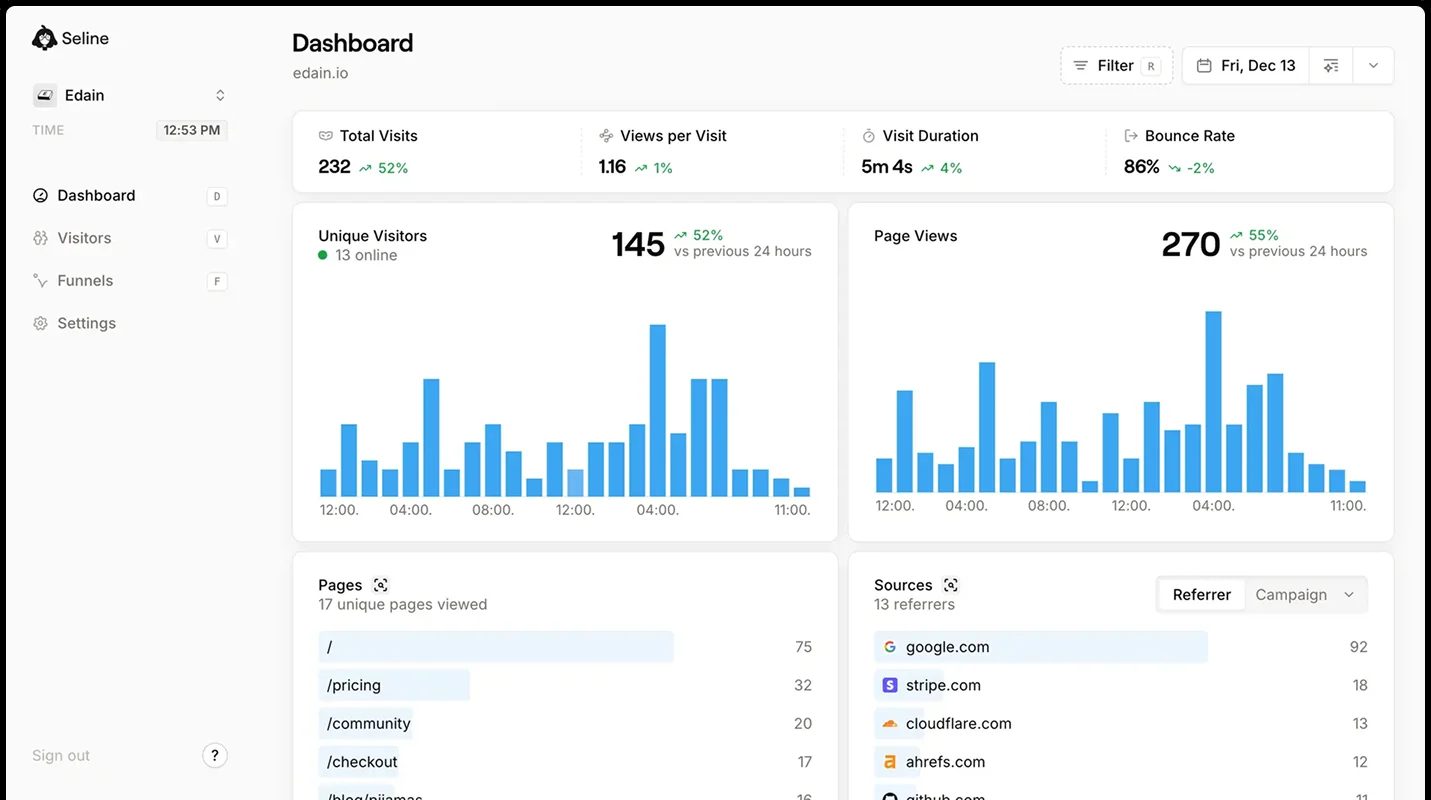 Seline
Edain
TIME 12:53 PM
Dashboard D
Visitors V
Funnels F
Settings
Sign out ?
Dashboard
edain.io
Filter R
Fri, Dec 13
Total Visits
232 52%
Views per Visit
1.16 1%
Visit Duration
5m 4s 4%
Bounce Rate
86% -2%
Unique Visitors
13 online
145 52%
vs previous 24 hours
12:00. 04:00. 08:00. 12:00. 04:00. 11:00.
Page Views
270 55%
vs previous 24 hours
12:00. 04:00. 08:00. 12:00. 04:00. 11:00.
Pages
17 unique pages viewed
/ 75
/pricing 32
/community 20
/checkout 17
/blog/pijamas 16
Sources
13 referrers
Referrer Campaign
google.com 92
stripe.com 18
cloudflare.com 13
ahrefs.com 12
github.com 11